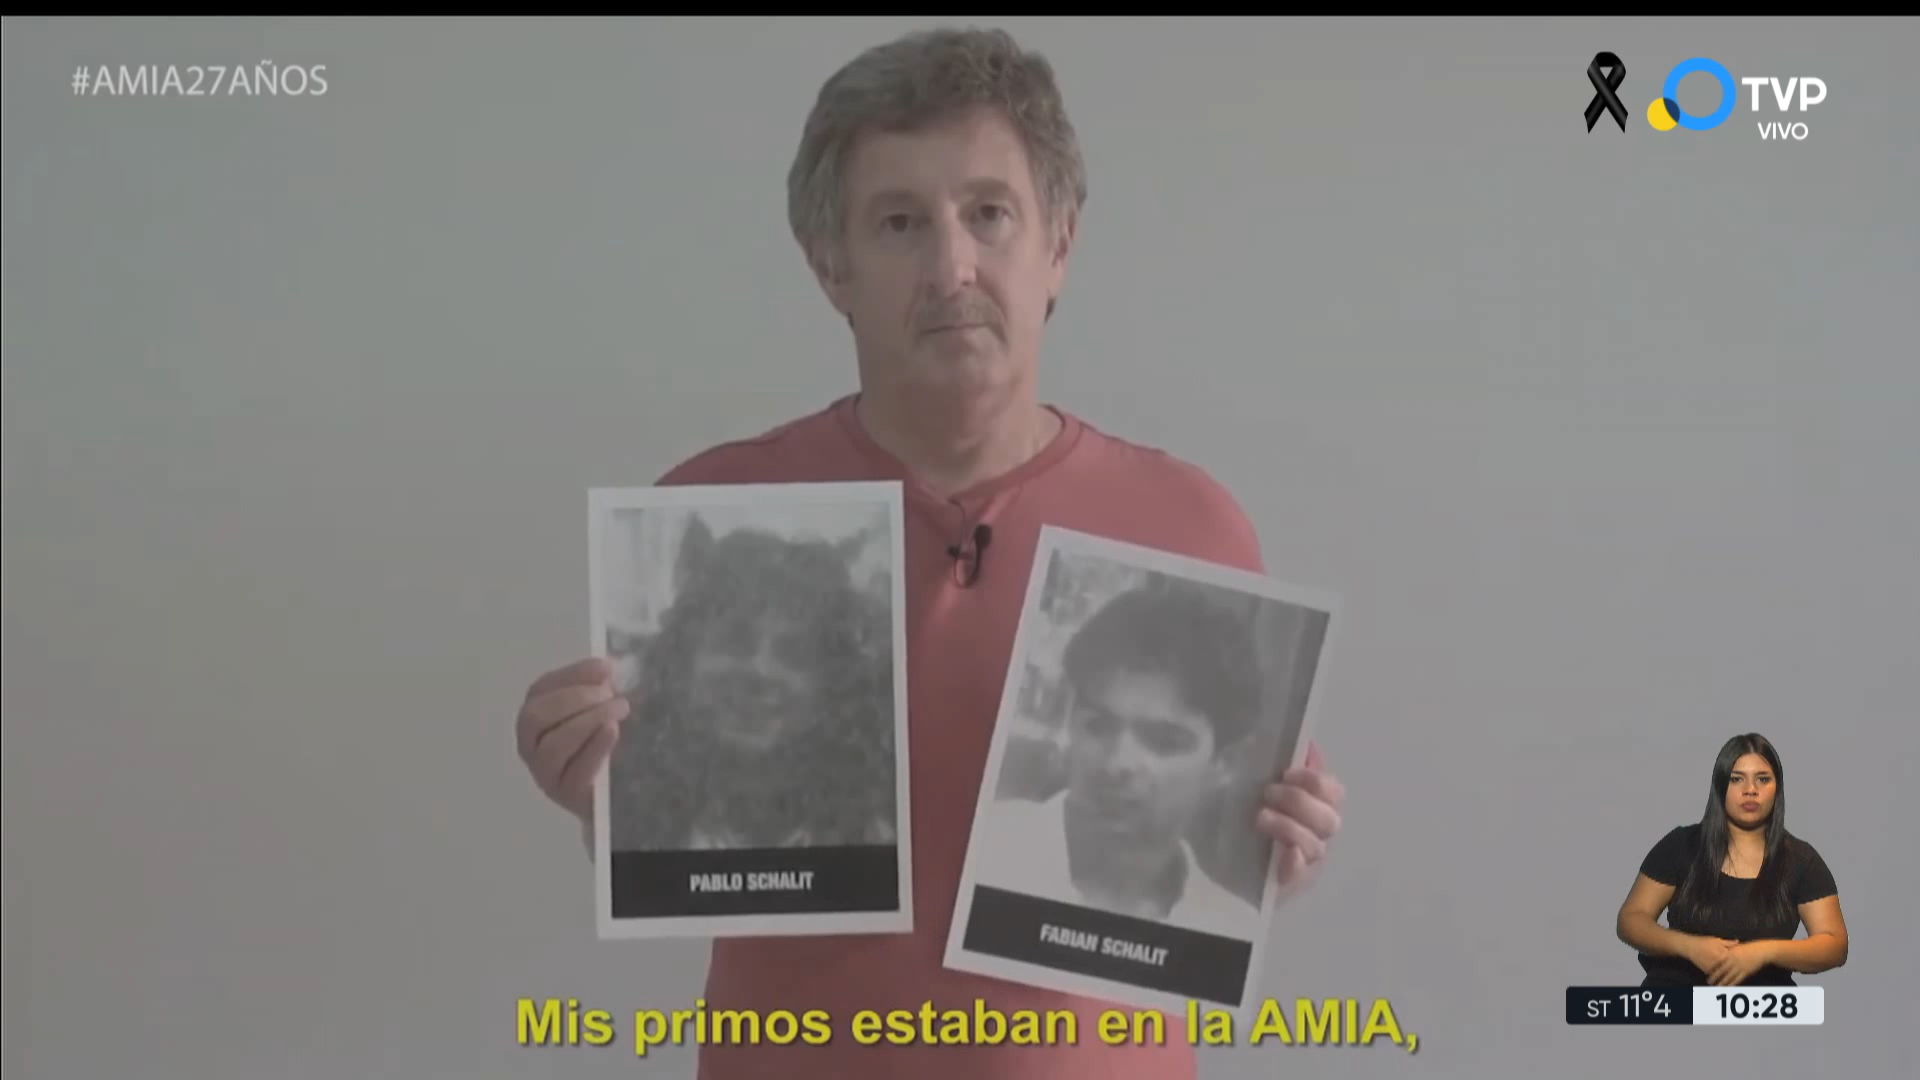 #AMIA27AÑOS
TVP
VIVO
PABLO SCHALIT
FABIAN SCHALIT
Mis primos estaban en la AMIA,
ST 11°4 10:28